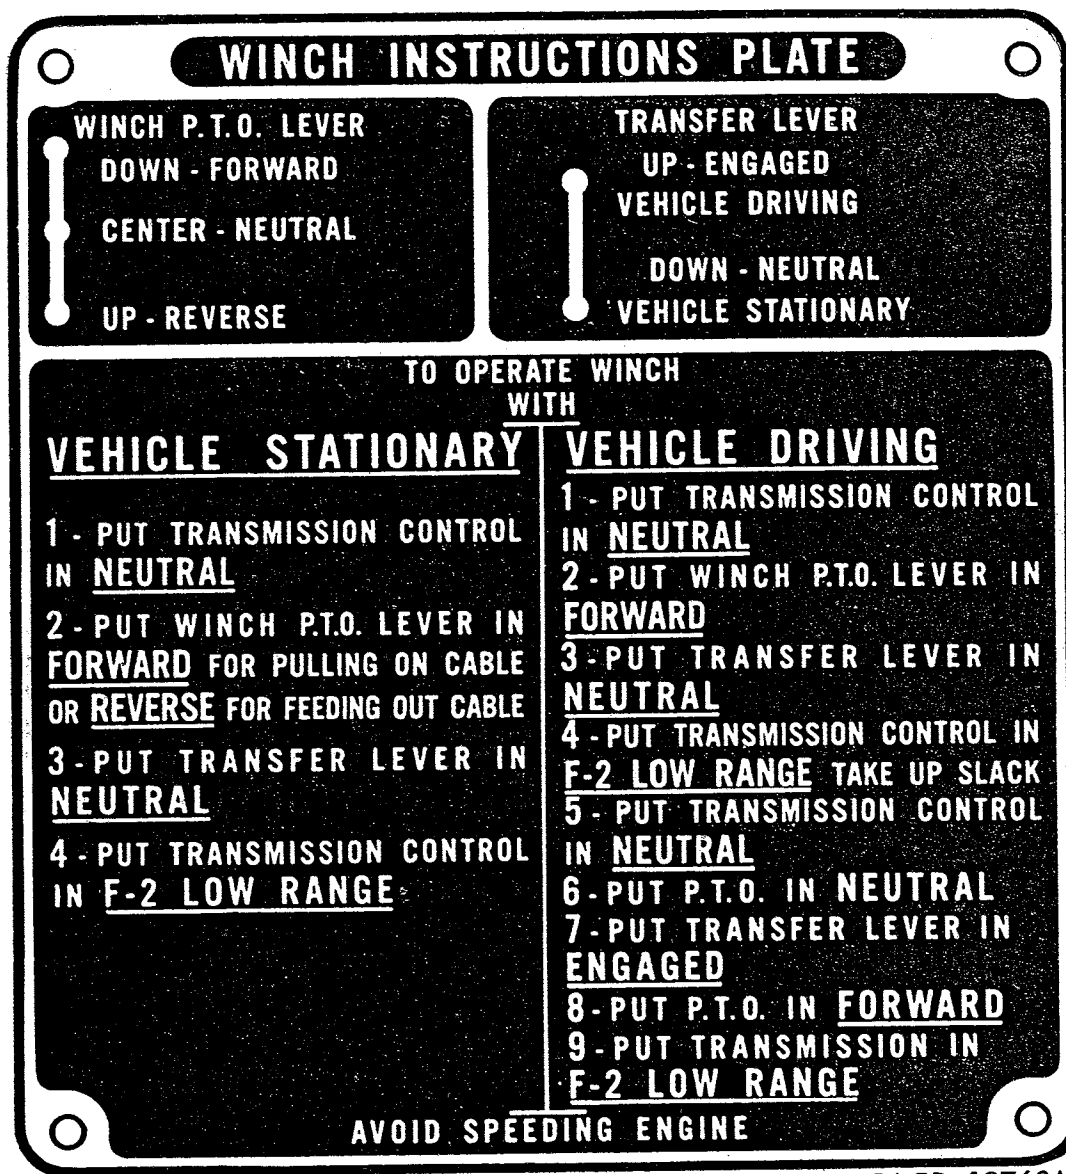 WINCH INSTRUCTIONS PLATE
WINCH P.T.O. LEVER
DOWN - FORWARD
CENTER - NEUTRAL
UP - REVERSE
TRANSFER LEVER
UP - ENGAGED
VEHICLE DRIVING
DOWN - NEUTRAL
VEHICLE STATIONARY
TO OPERATE WINCH
WITH
VEHICLE STATIONARY
1 - PUT TRANSMISSION CONTROL
IN NEUTRAL
2 - PUT WINCH P.T.O. LEVER IN
FORWARD FOR PULLING ON CABLE
OR REVERSE FOR FEEDING OUT CABLE
3 - PUT TRANSFER LEVER IN
NEUTRAL
4 - PUT TRANSMISSION CONTROL
IN F-2 LOW RANGE
VEHICLE DRIVING
1 - PUT TRANSMISSION CONTROL
IN NEUTRAL
2 - PUT WINCH P.T.O. LEVER IN
FORWARD
3 - PUT TRANSFER LEVER IN
NEUTRAL
4 - PUT TRANSMISSION CONTROL IN
F-2 LOW RANGE TAKE UP SLACK
5 - PUT TRANSMISSION CONTROL
IN NEUTRAL
6 - PUT P.T.O. IN NEUTRAL
7 - PUT TRANSFER LEVER IN
ENGAGED
8 - PUT P.T.O. IN FORWARD
9 - PUT TRANSMISSION IN
F-2 LOW RANGE
AVOID SPEEDING ENGINE